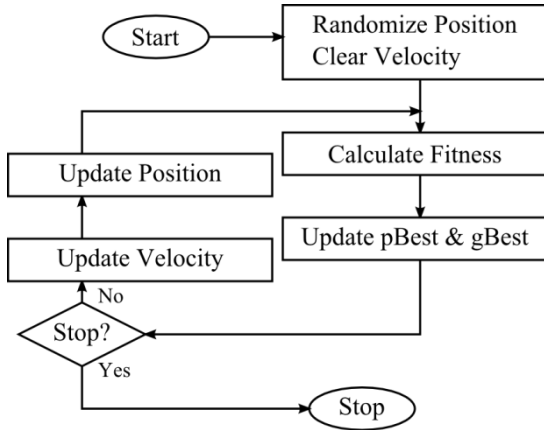 Start
Randomize Position
Clear Velocity
Calculate Fitness
Update pBest & gBest
Stop?
No
Update Velocity
Update Position
Yes
Stop